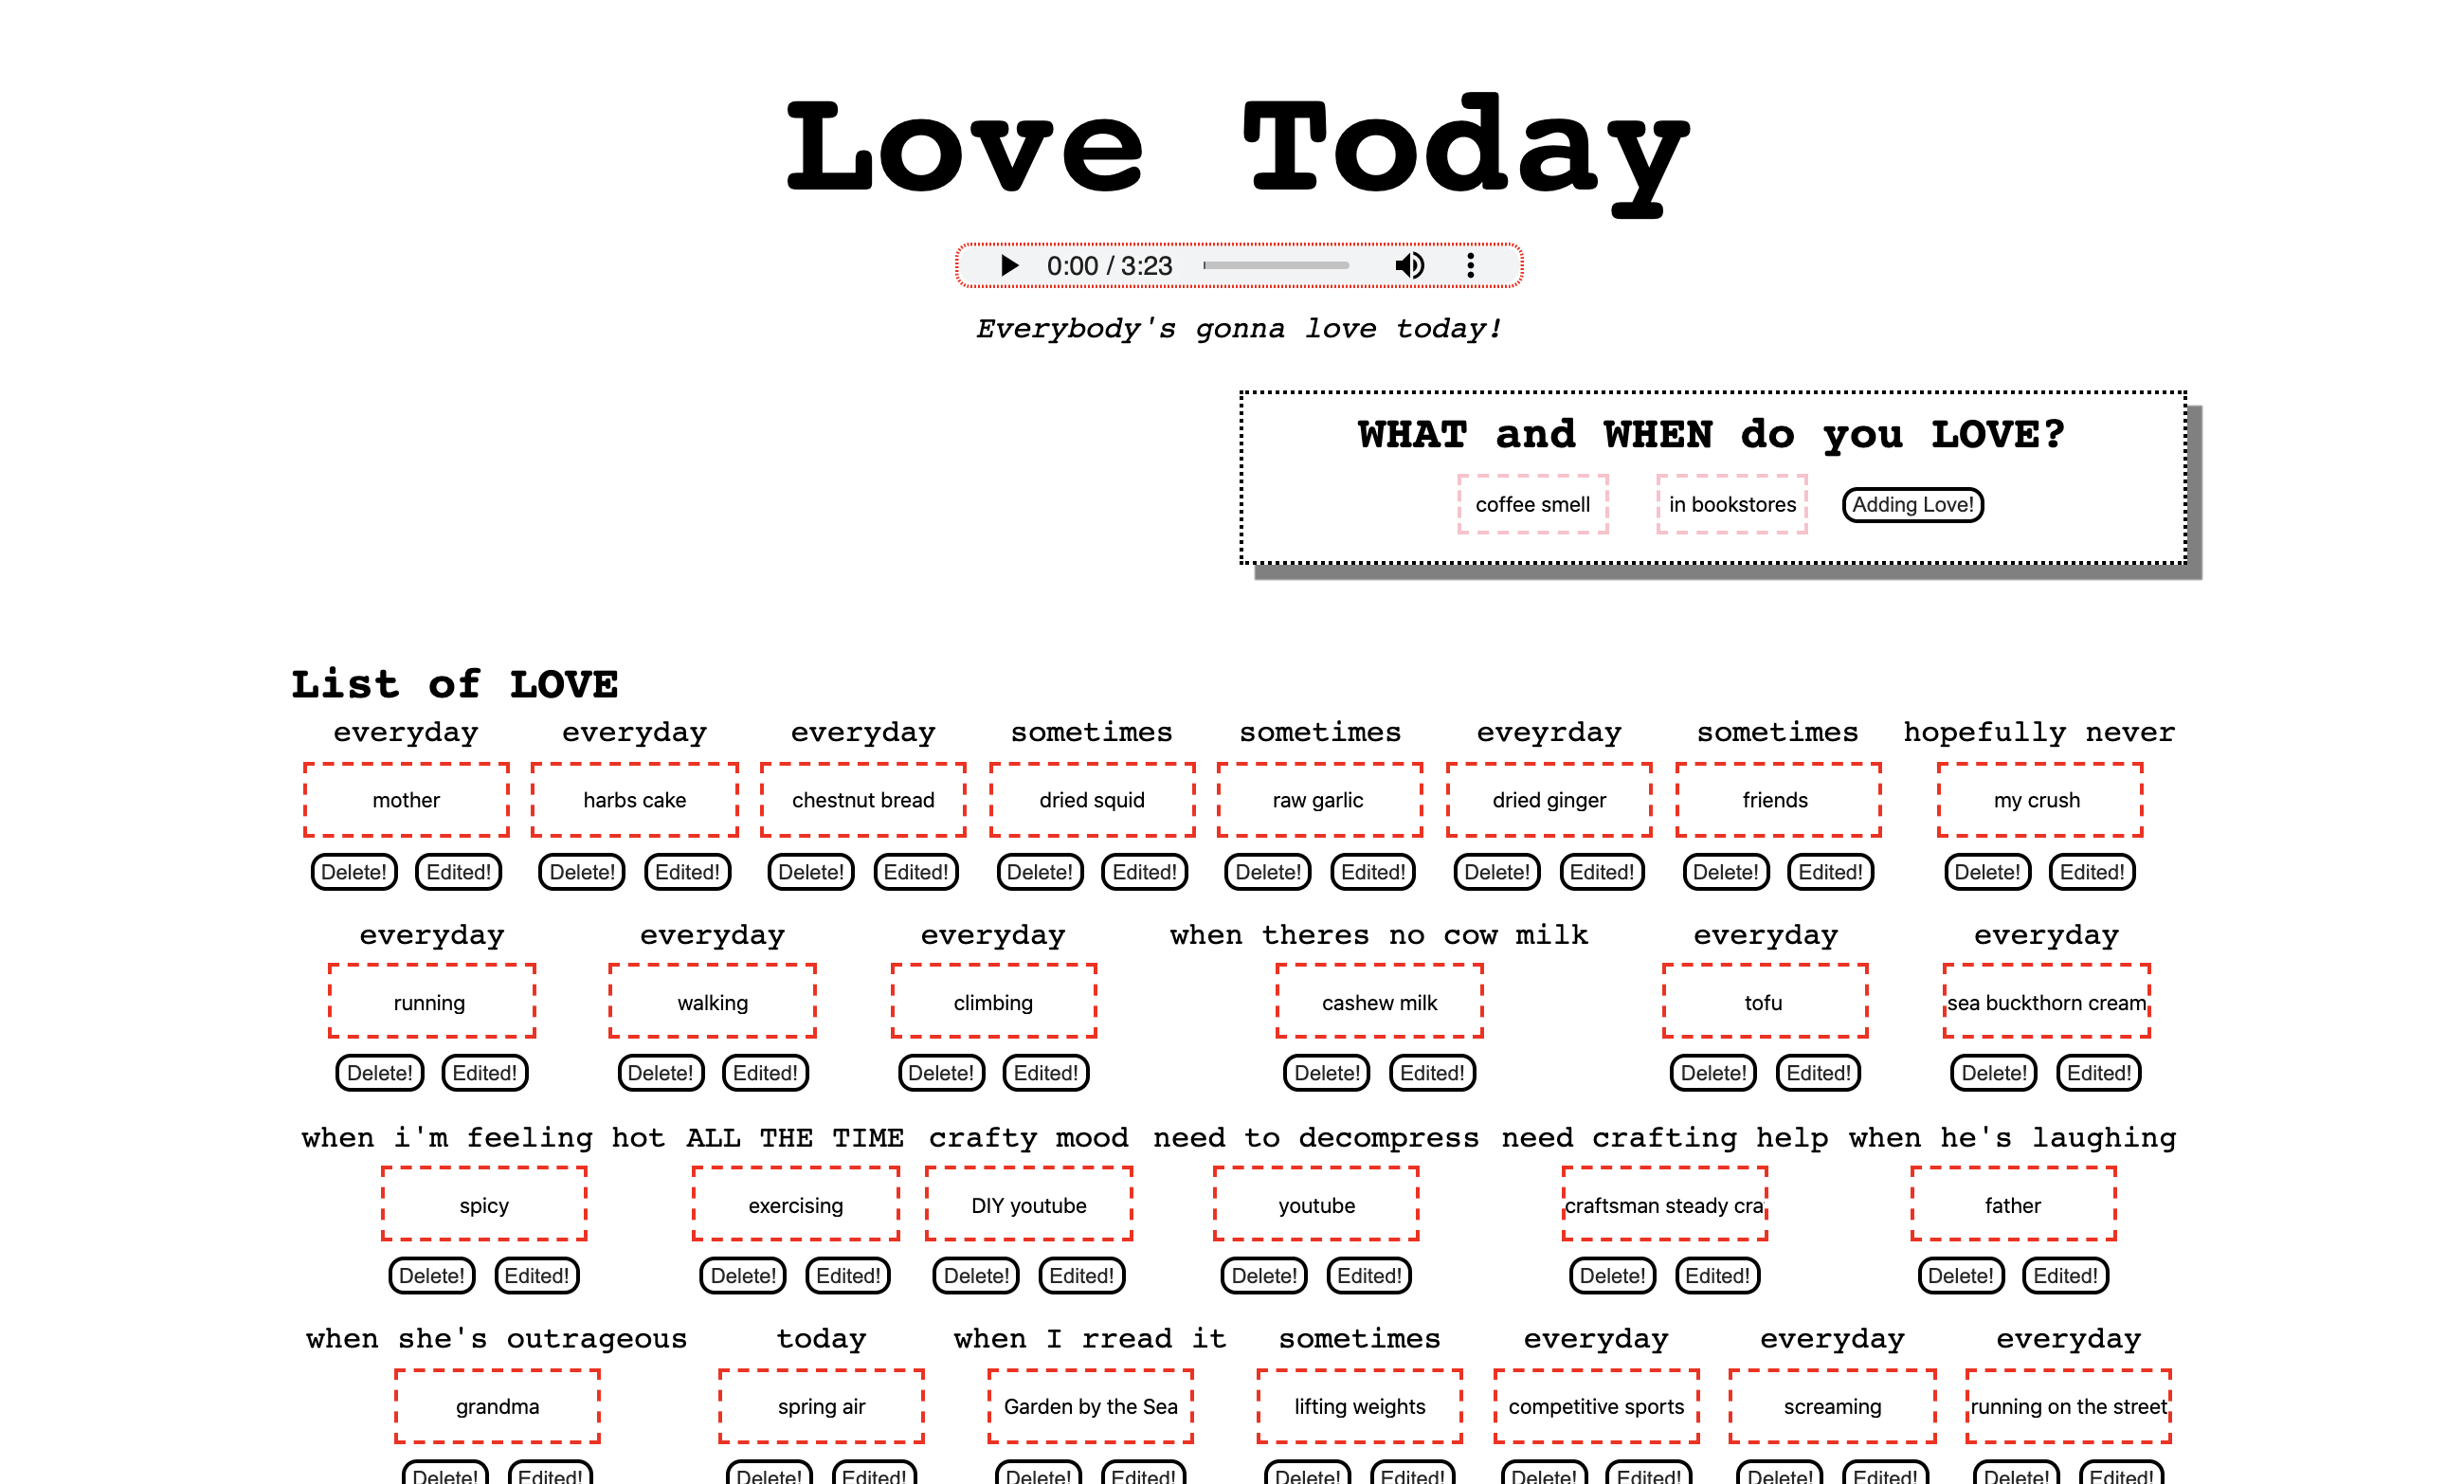 Love Today
0:00 / 3:23
Everybody's gonna love today!
WHAT and WHEN do you LOVE?
coffee smell in bookstores Adding Love!
List of LOVE
everyday everyday everyday sometimes sometimes eveyrday sometimes hopefully never
mother harbs cake chestnut bread dried squid raw garlic dried ginger friends my crush
Delete! Edited! Delete! Edited! Delete! Edited! Delete! Edited! Delete! Edited! Delete! Edited! Delete! Edited! Delete! Edited!
everyday everyday everyday when theres no cow milk everyday everyday
running walking climbing cashew milk tofu sea buckthorn cream
Delete! Edited! Delete! Edited! Delete! Edited! Delete! Edited! Delete! Edited! Delete! Edited!
when i'm feeling hot ALL THE TIME crafty mood need to decompress need crafting help when he's laughing
spicy exercising DIY youtube youtube craftsman steady cra father
Delete! Edited! Delete! Edited! Delete! Edited! Delete! Edited! Delete! Edited! Delete! Edited!
when she's outrageous today when I rread it sometimes everyday everyday everyday
grandma spring air Garden by the Sea lifting weights competitive sports screaming running on the street
Delete! Edited! Delete! Edited! Delete! Edited! Delete! Edited! Delete! Edited! Delete! Edited! Delete! Edited!